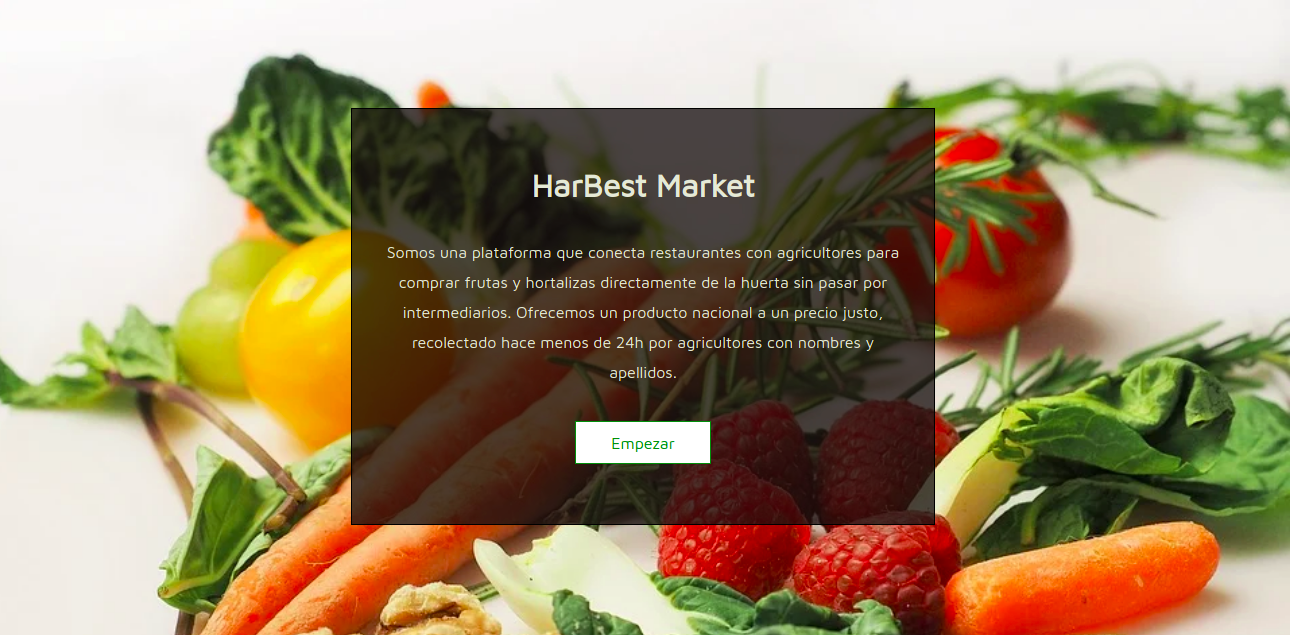 HarBest Market
Somos una plataforma que conecta restaurantes con agricultores para
comprar frutas y hortalizas directamente de la huerta sin pasar por
intermediarios. Ofrecemos un producto nacional a un precio justo,
recolectado hace menos de 24h por agricultores con nombres y
apellidos.
Empezar